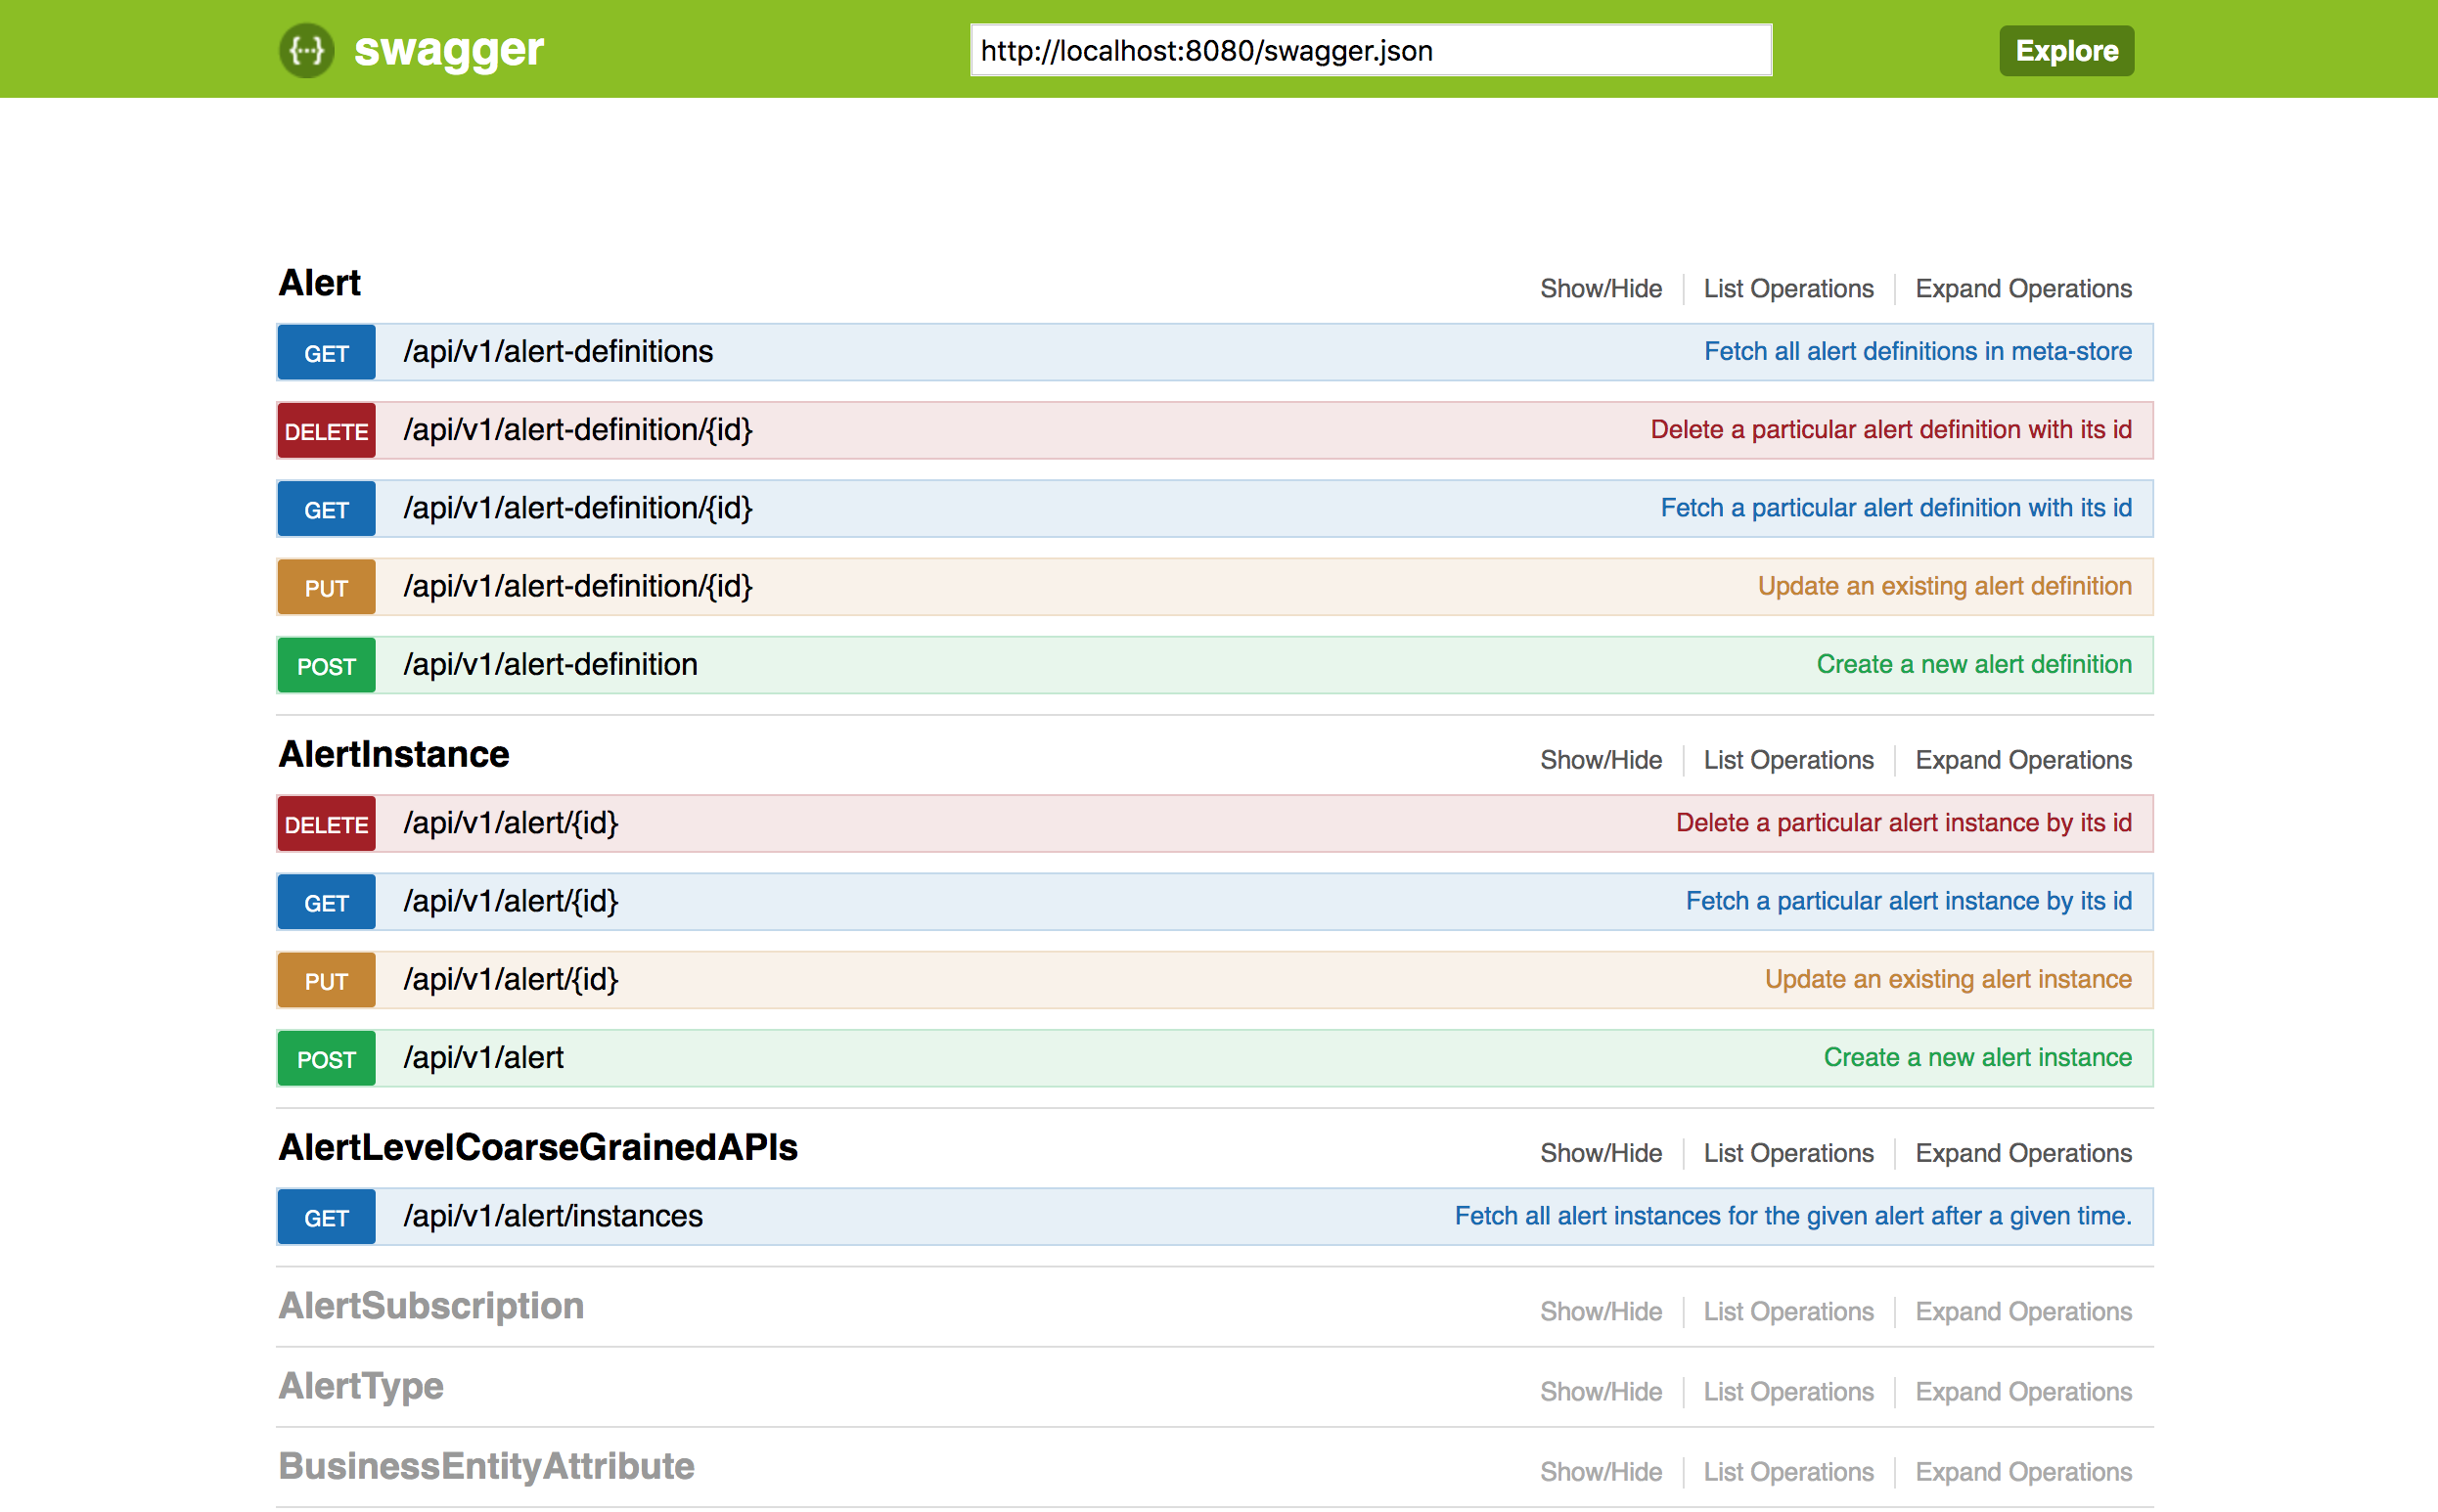 {···} swagger http://localhost:8080/swagger.json Explore
Alert Show/Hide List Operations Expand Operations
GET /api/v1/alert-definitions Fetch all alert definitions in meta-store
DELETE /api/v1/alert-definition/{id} Delete a particular alert definition with its id
GET /api/v1/alert-definition/{id} Fetch a particular alert definition with its id
PUT /api/v1/alert-definition/{id} Update an existing alert definition
POST /api/v1/alert-definition Create a new alert definition
AlertInstance Show/Hide List Operations Expand Operations
DELETE /api/v1/alert/{id} Delete a particular alert instance by its id
GET /api/v1/alert/{id} Fetch a particular alert instance by its id
PUT /api/v1/alert/{id} Update an existing alert instance
POST /api/v1/alert Create a new alert instance
AlertLevelCoarseGrainedAPIs Show/Hide List Operations Expand Operations
GET /api/v1/alert/instances Fetch all alert instances for the given alert after a given time.
AlertSubscription Show/Hide List Operations Expand Operations
AlertType Show/Hide List Operations Expand Operations
BusinessEntityAttribute Show/Hide List Operations Expand Operations